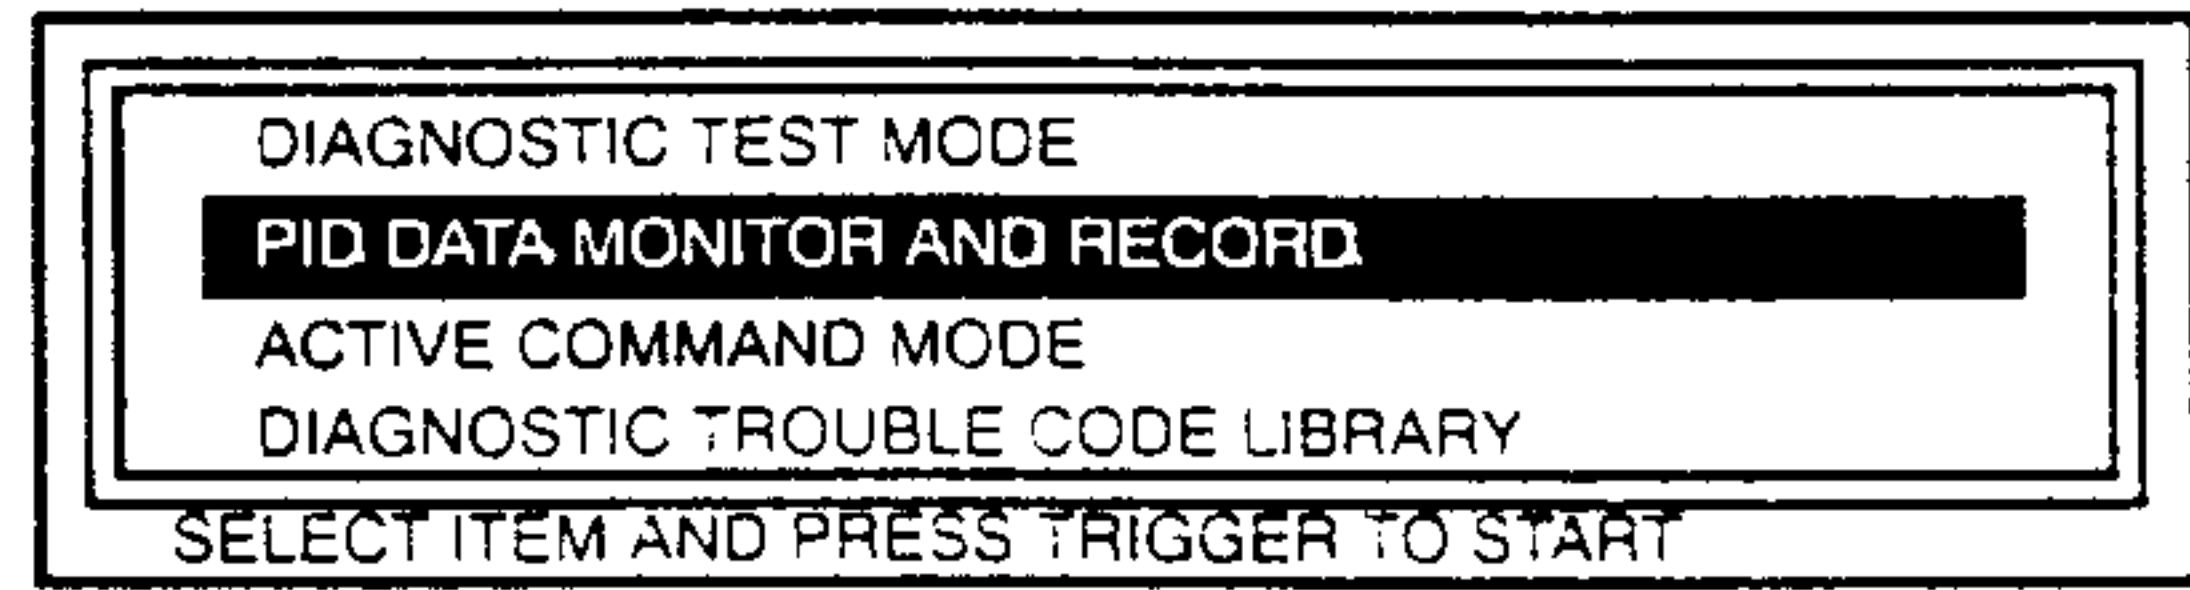 DIAGNOSTIC TEST MODE
PID DATA MONITOR AND RECORD
ACTIVE COMMAND MODE
DIAGNOSTIC TROUBLE CODE LIBRARY
SELECT ITEM AND PRESS TRIGGER TO START